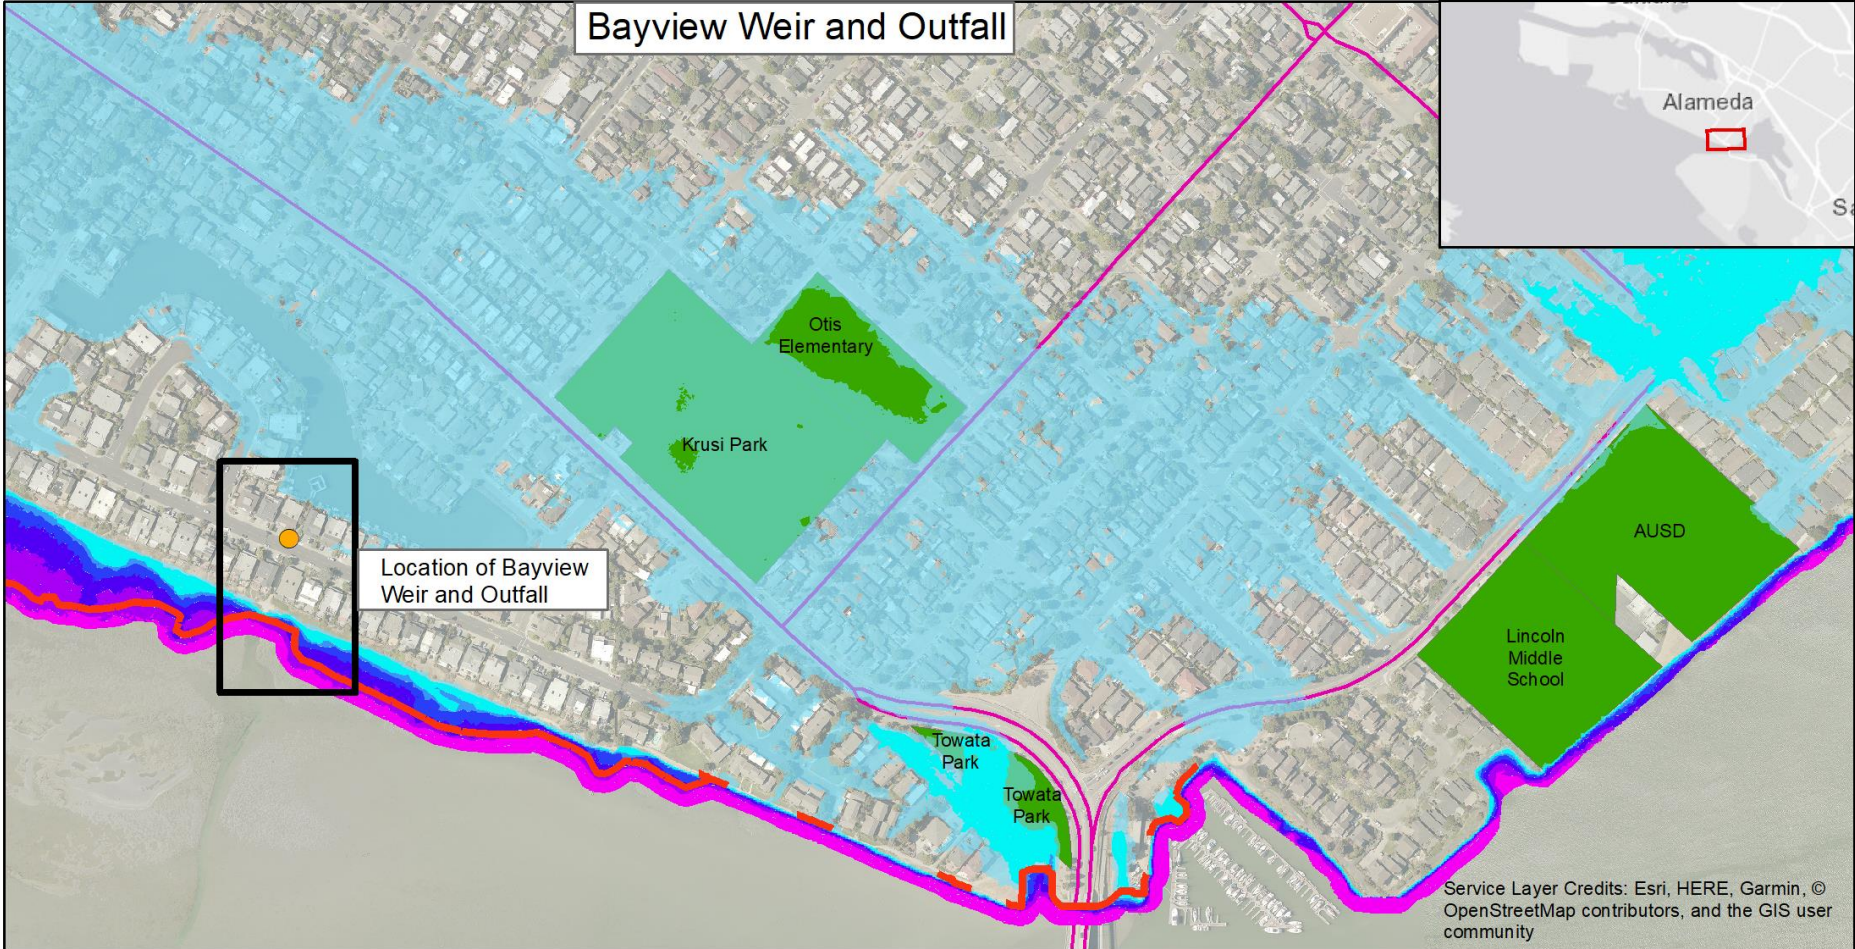 Bayview Weir and Outfall
Alameda
Otis
Elementary
Krusi Park
AUSD
Location of Bayview
Weir and Outfall
Lincoln
Middle
School
Towata
Park
Towata
Park
Service Layer Credits: Esri, HERE, Garmin, ©
OpenStreetMap contributors, and the GIS user
community